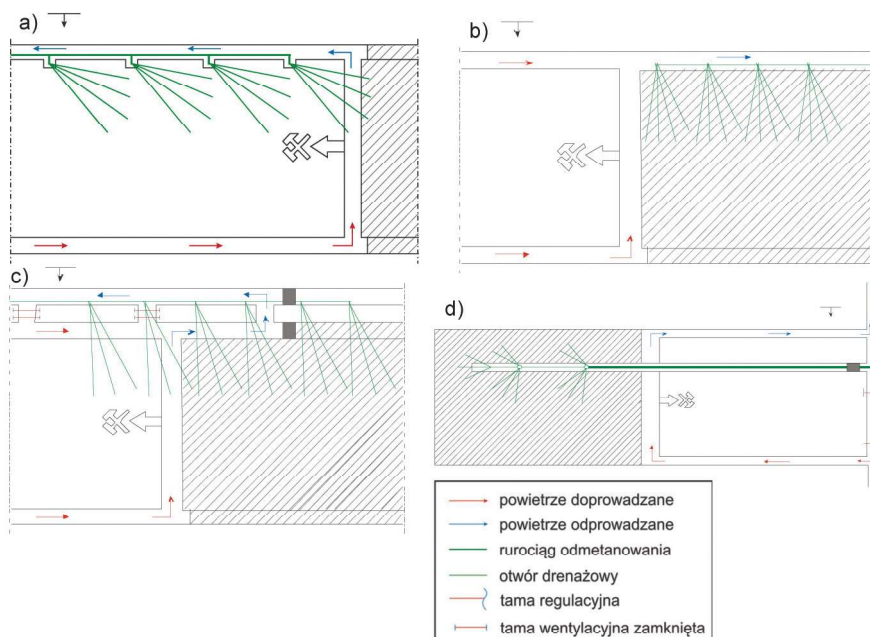 a)
b)
c)
d)
powietrze doprowadzane
powietrze odprowadzane
rurociąg odmetanowania
otwór drenażowy
tama regulacyjna
tama wentylacyjna zamknięta